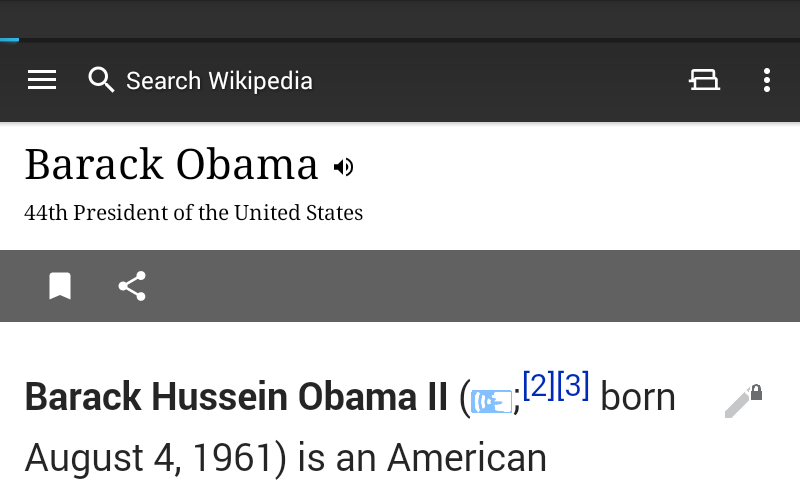 Search Wikipedia
Barack Obama
44th President of the United States
Barack Hussein Obama II (;[2][3] born
August 4, 1961) is an American